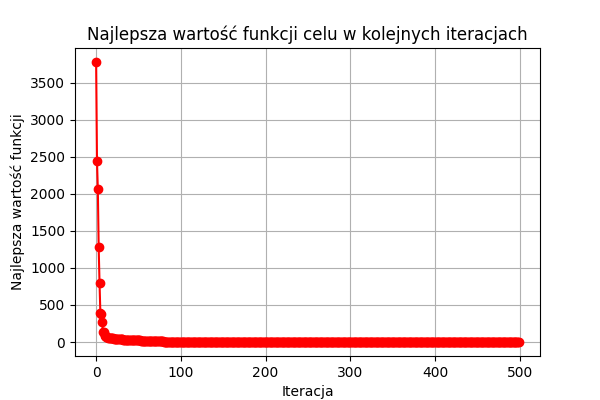 Najlepsza wartość funkcji celu w kolejnych iteracjach
Najlepsza wartość funkcji
3500
3000
2500
2000
1500
1000
500
0
0 100 200 300 400 500
Iteracja